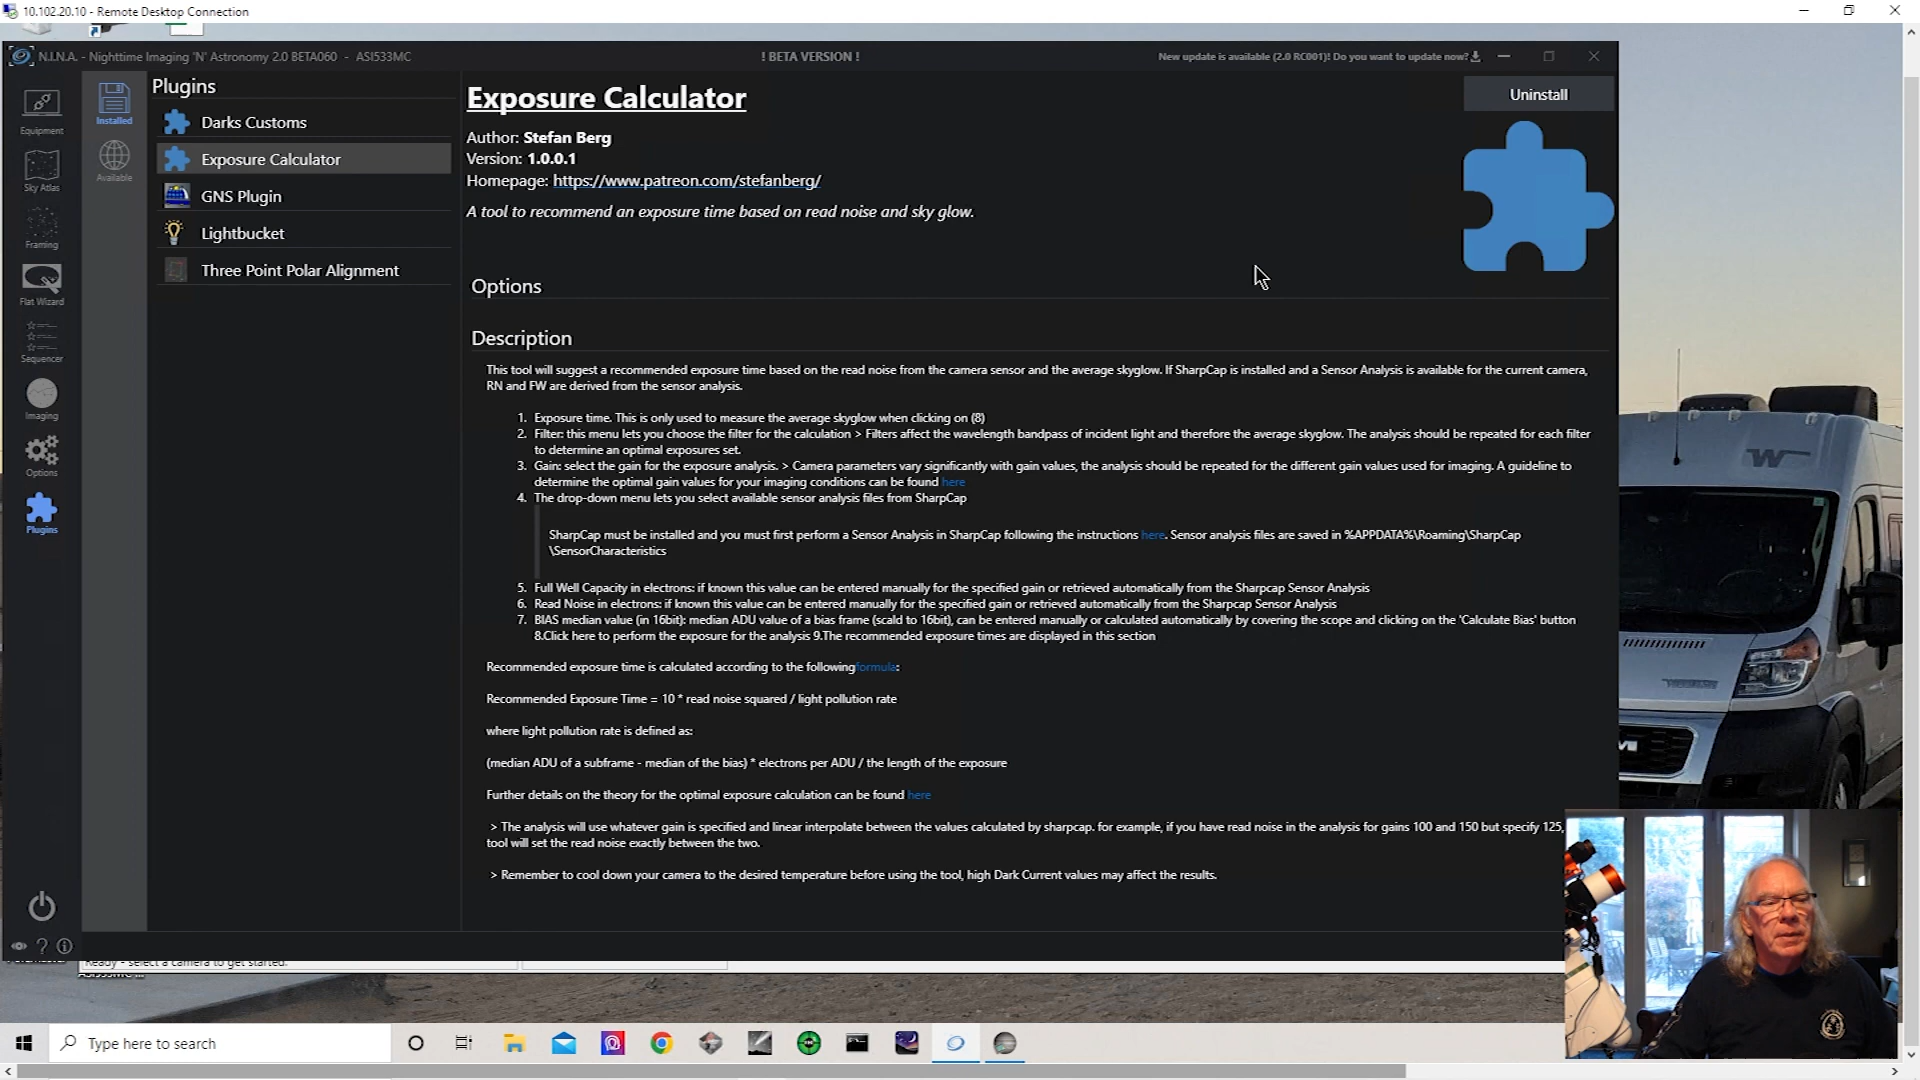 10.102.20.10 - Remote Desktop Connection
N.I.N.A. - Nighttime Imaging 'N' Astronomy 2.0 BETA060 - ASI533MC
! BETA VERSION !
New update is available (2.0 RC001)! Do you want to update now?
Equipment
Sky Atlas
Framing
Flat Wizard
Sequencer
Imaging
Options
Plugins
Installed
Available
Plugins
Darks Customs
Exposure Calculator
GNS Plugin
Lightbucket
Three Point Polar Alignment
Exposure Calculator
Uninstall
Author: Stefan Berg
Version: 1.0.0.1
Homepage: https://www.patreon.com/stefanberg/
A tool to recommend an exposure time based on read noise and sky glow.
Options
Description
This tool will suggest a recommended exposure time based on the read noise from the camera sensor and the average skyglow. If SharpCap is installed and a Sensor Analysis is available for the current camera,
RN and FW are derived from the sensor analysis.
1. Exposure time. This is only used to measure the average skyglow when clicking on (8)
2. Filter: this menu lets you choose the filter for the calculation > Filters affect the wavelength bandpass of incident light and therefore the average skyglow. The analysis should be repeated for each filter
to determine an optimal exposures set.
3. Gain: select the gain for the exposure analysis. > Camera parameters vary significantly with gain values, the analysis should be repeated for the different gain values used for imaging. A guideline to
determine the optimal gain values for your imaging conditions can be found here
4. The drop-down menu lets you select available sensor analysis files from SharpCap
SharpCap must be installed and you must first perform a Sensor Analysis in SharpCap following the instructions here. Sensor analysis files are saved in %APPDATA%\Roaming\SharpCap
\SensorCharacteristics
5. Full Well Capacity in electrons: if known this value can be entered manually for the specified gain or retrieved automatically from the Sharpcap Sensor Analysis
6. Read Noise in electrons: if known this value can be entered manually for the specified gain or retrieved automatically from the Sharpcap Sensor Analysis
7. BIAS median value (in 16bit): median ADU value of a bias frame (scald to 16bit), can be entered manually or calculated automatically by covering the scope and clicking on the 'Calculate Bias' button
8.Click here to perform the exposure for the analysis 9.The recommended exposure times are displayed in this section
Recommended exposure time is calculated according to the followingformula:
Recommended Exposure Time = 10 * read noise squared / light pollution rate
where light pollution rate is defined as:
(median ADU of a subframe - median of the bias) * electrons per ADU / the length of the exposure
Further details on the theory for the optimal exposure calculation can be found here
> The analysis will use whatever gain is specified and linear interpolate between the values calculated by sharpcap. for example, if you have read noise in the analysis for gains 100 and 150 but specify 125,
tool will set the read noise exactly between the two.
> Remember to cool down your camera to the desired temperature before using the tool, high Dark Current values may affect the results.
Ready - select a camera to get started.
Type here to search